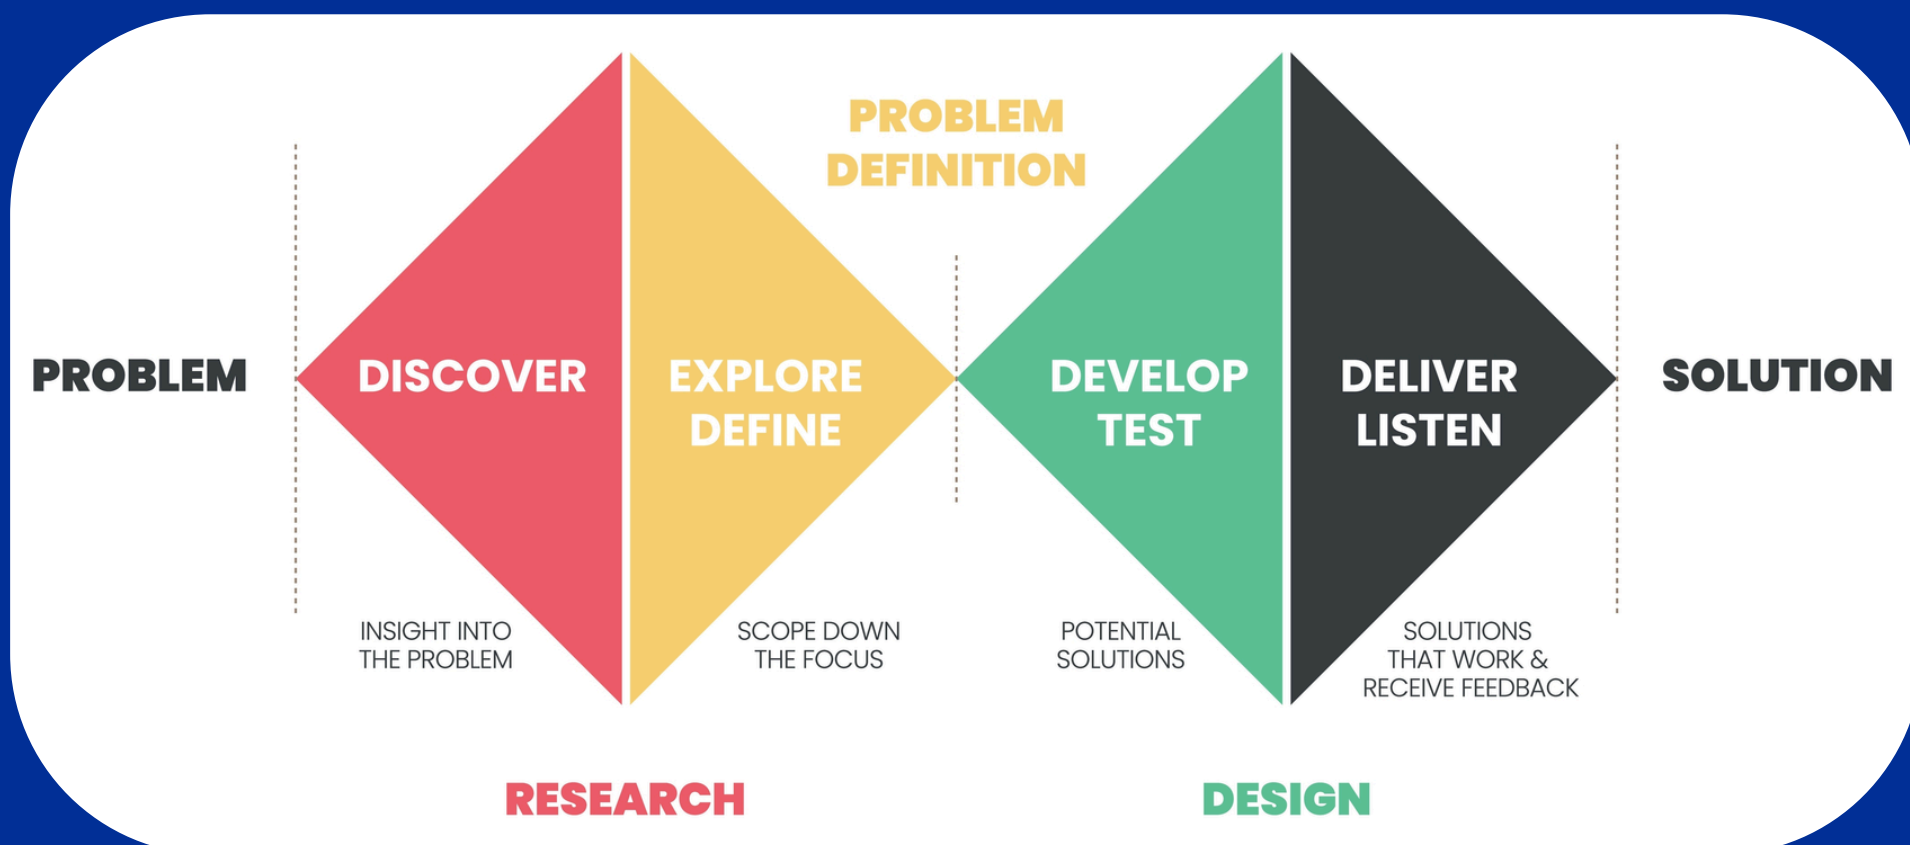 PROBLEM
DEFINITION
PROBLEM
DISCOVER
EXPLORE
DEFINE
DEVELOP
TEST
DELIVER
LISTEN
SOLUTION
INSIGHT INTO
THE PROBLEM
SCOPE DOWN
THE FOCUS
POTENTIAL
SOLUTIONS
SOLUTIONS
THAT WORK &
RECEIVE FEEDBACK
RESEARCH
DESIGN